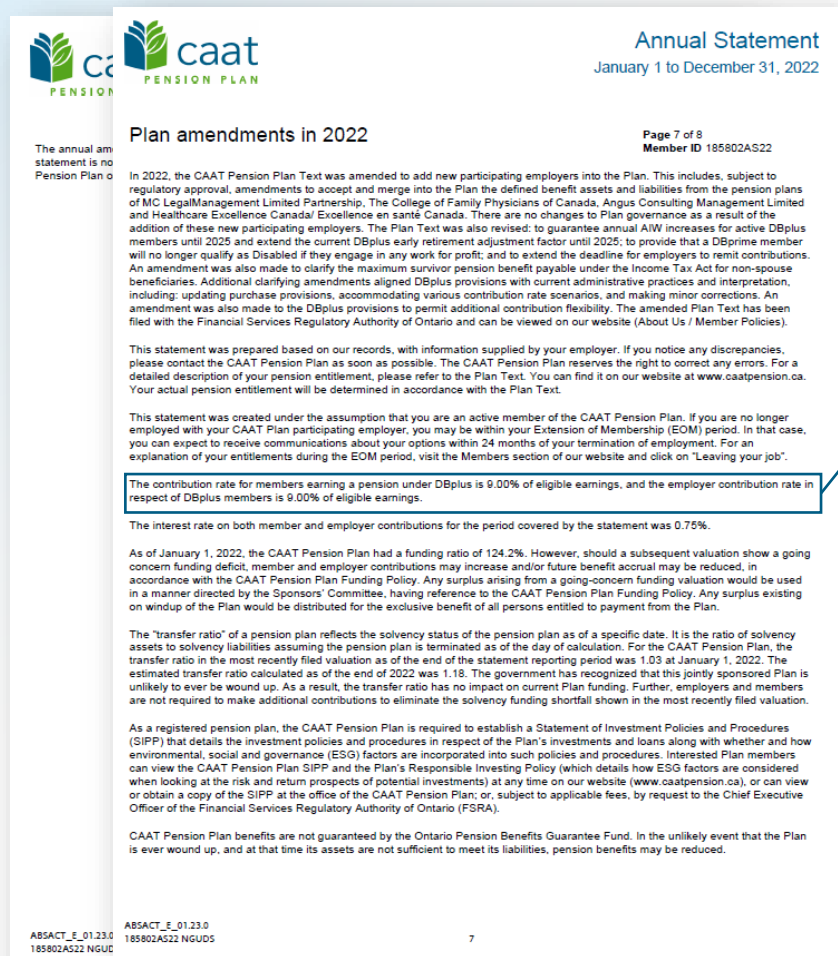 ca
PENSION
The annual am
statement is no
Pension Plan o
ABSACT_E_01.23.0
185802AS22 NGUD
caat
PENSION PLAN
Annual Statement
January 1 to December 31, 2022
Plan amendments in 2022
Page 7 of 8
Member ID 185802AS22
In 2022, the CAAT Pension Plan Text was amended to add new participating employers into the Plan. This includes, subject to
regulatory approval, amendments to accept and merge into the Plan the defined benefit assets and liabilities from the pension plans
of MC LegalManagement Limited Partnership, The College of Family Physicians of Canada, Angus Consulting Management Limited
and Healthcare Excellence Canada/ Excellence en santé Canada. There are no changes to Plan governance as a result of the
addition of these new participating employers. The Plan Text was also revised: to guarantee annual AIW increases for active DBplus
members until 2025 and extend the current DBplus early retirement adjustment factor until 2025; to provide that a DBprime member
will no longer qualify as Disabled if they engage in any work for profit; and to extend the deadline for employers to remit contributions.
An amendment was also made to clarify the maximum survivor pension benefit payable under the Income Tax Act for non-spouse
beneficiaries. Additional clarifying amendments aligned DBplus provisions with current administrative practices and interpretation,
including: updating purchase provisions, accommodating various contribution rate scenarios, and making minor corrections. An
amendment was also made to the DBplus provisions to permit additional contribution flexibility. The amended Plan Text has been
filed with the Financial Services Regulatory Authority of Ontario and can be viewed on our website (About Us / Member Policies).
This statement was prepared based on our records, with information supplied by your employer. If you notice any discrepancies,
please contact the CAAT Pension Plan as soon as possible. The CAAT Pension Plan reserves the right to correct any errors. For a
detailed description of your pension entitlement, please refer to the Plan Text. You can find it on our website at www.caatpension.ca.
Your actual pension entitlement will be determined in accordance with the Plan Text.
This statement was created under the assumption that you are an active member of the CAAT Pension Plan. If you are no longer
employed with your CAAT Plan participating employer, you may be within your Extension of Membership (EOM) period. In that case,
you can expect to receive communications about your options within 24 months of your termination of employment. For an
explanation of your entitlements during the EOM period, visit the Members section of our website and click on "Leaving your job".
The contribution rate for members earning a pension under DBplus is 9.00% of eligible earnings, and the employer contribution rate in
respect of DBplus members is 9.00% of eligible earnings.
The interest rate on both member and employer contributions for the period covered by the statement was 0.75%.
As of January 1, 2022, the CAAT Pension Plan had a funding ratio of 124.2%. However, should a subsequent valuation show a going
concern funding deficit, member and employer contributions may increase and/or future benefit accrual may be reduced, in
accordance with the CAAT Pension Plan Funding Policy. Any surplus arising from a going-concern funding valuation would be used
in a manner directed by the Sponsors' Committee, having reference to the CAAT Pension Plan Funding Policy. Any surplus existing
on windup of the Plan would be distributed for the exclusive benefit of all persons entitled to payment from the Plan.
The "transfer ratio" of a pension plan reflects the solvency status of the pension plan as of a specific date. It is the ratio of solvency
assets to solvency liabilities assuming the pension plan is terminated as of the day of calculation. For the CAAT Pension Plan, the
transfer ratio in the most recently filed valuation as of the end of the statement reporting period was 1.03 at January 1, 2022. The
estimated transfer ratio calculated as of the end of 2022 was 1.18. The government has recognized that this jointly sponsored Plan is
unlikely to ever be wound up. As a result, the transfer ratio has no impact on current Plan funding. Further, employers and members
are not required to make additional contributions to eliminate the solvency funding shortfall shown in the most recently filed valuation.
As a registered pension plan, the CAAT Pension Plan is required to establish a Statement of Investment Policies and Procedures
(SIPP) that details the investment policies and procedures in respect of the Plan's investments and loans along with whether and how
environmental, social and governance (ESG) factors are incorporated into such policies and procedures. Interested Plan members
can view the CAAT Pension Plan SIPP and the Plan's Responsible Investing Policy (which details how ESG factors are considered
when looking at the risk and return prospects of potential investments) at any time on our website (www.caatpension.ca), or can view
or obtain a copy of the SIPP at the office of the CAAT Pension Plan; or, subject to applicable fees, by request to the Chief Executive
Officer of the Financial Services Regulatory Authority of Ontario (FSRA).
CAAT Pension Plan benefits are not guaranteed by the Ontario Pension Benefits Guarantee Fund. In the unlikely event that the Plan
is ever wound up, and at that time its assets are not sufficient to meet its liabilities, pension benefits may be reduced.
ABSACT_E_01.23.0
185802AS22 NGUDS
7